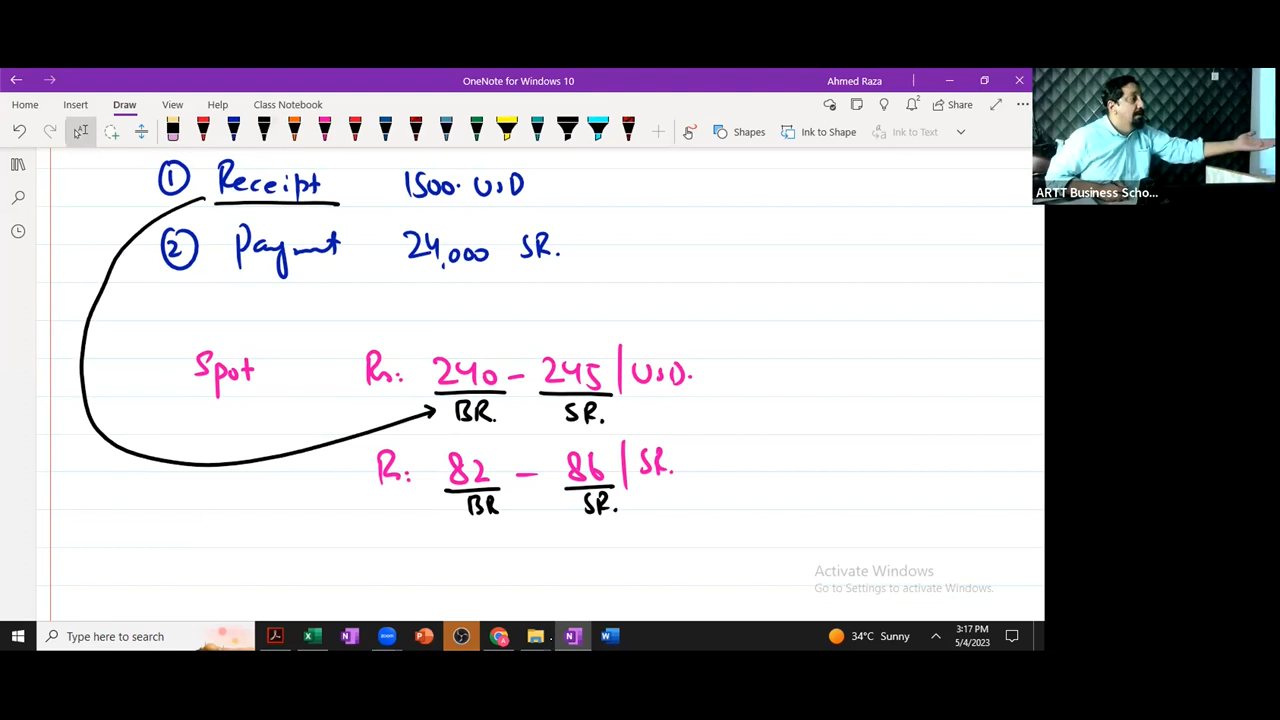 OneNote for Windows 10
Ahmed Raza
Home Insert Draw View Help Class Notebook
Share
Shapes Ink to Shape Ink to Text
ARTT Business Scho...
① Receipt 1500. USD
② Payment 24,000 SR.
Spot Rs: 240 - 245 | USD.
BR. SR.
Rs: 82 - 86 | SR.
BR SR.
Activate Windows
Go to Settings to activate Windows.
Type here to search
34°C Sunny
3:17 PM
5/4/2023